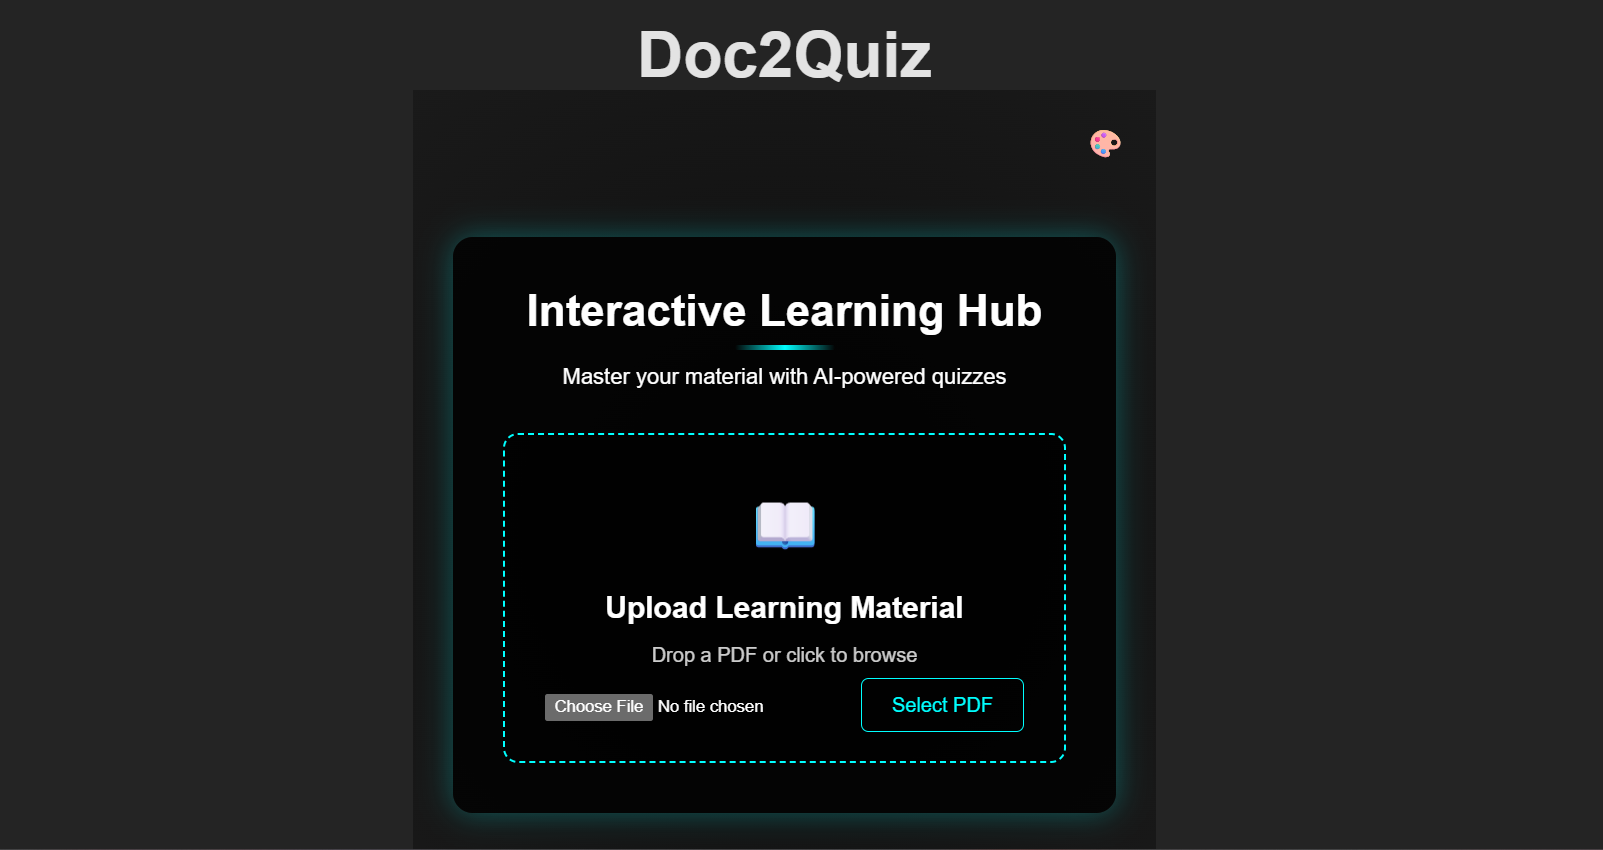 Doc2Quiz
Interactive Learning Hub
Master your material with AI-powered quizzes
Upload Learning Material
Drop a PDF or click to browse
Choose File No file chosen
Select PDF